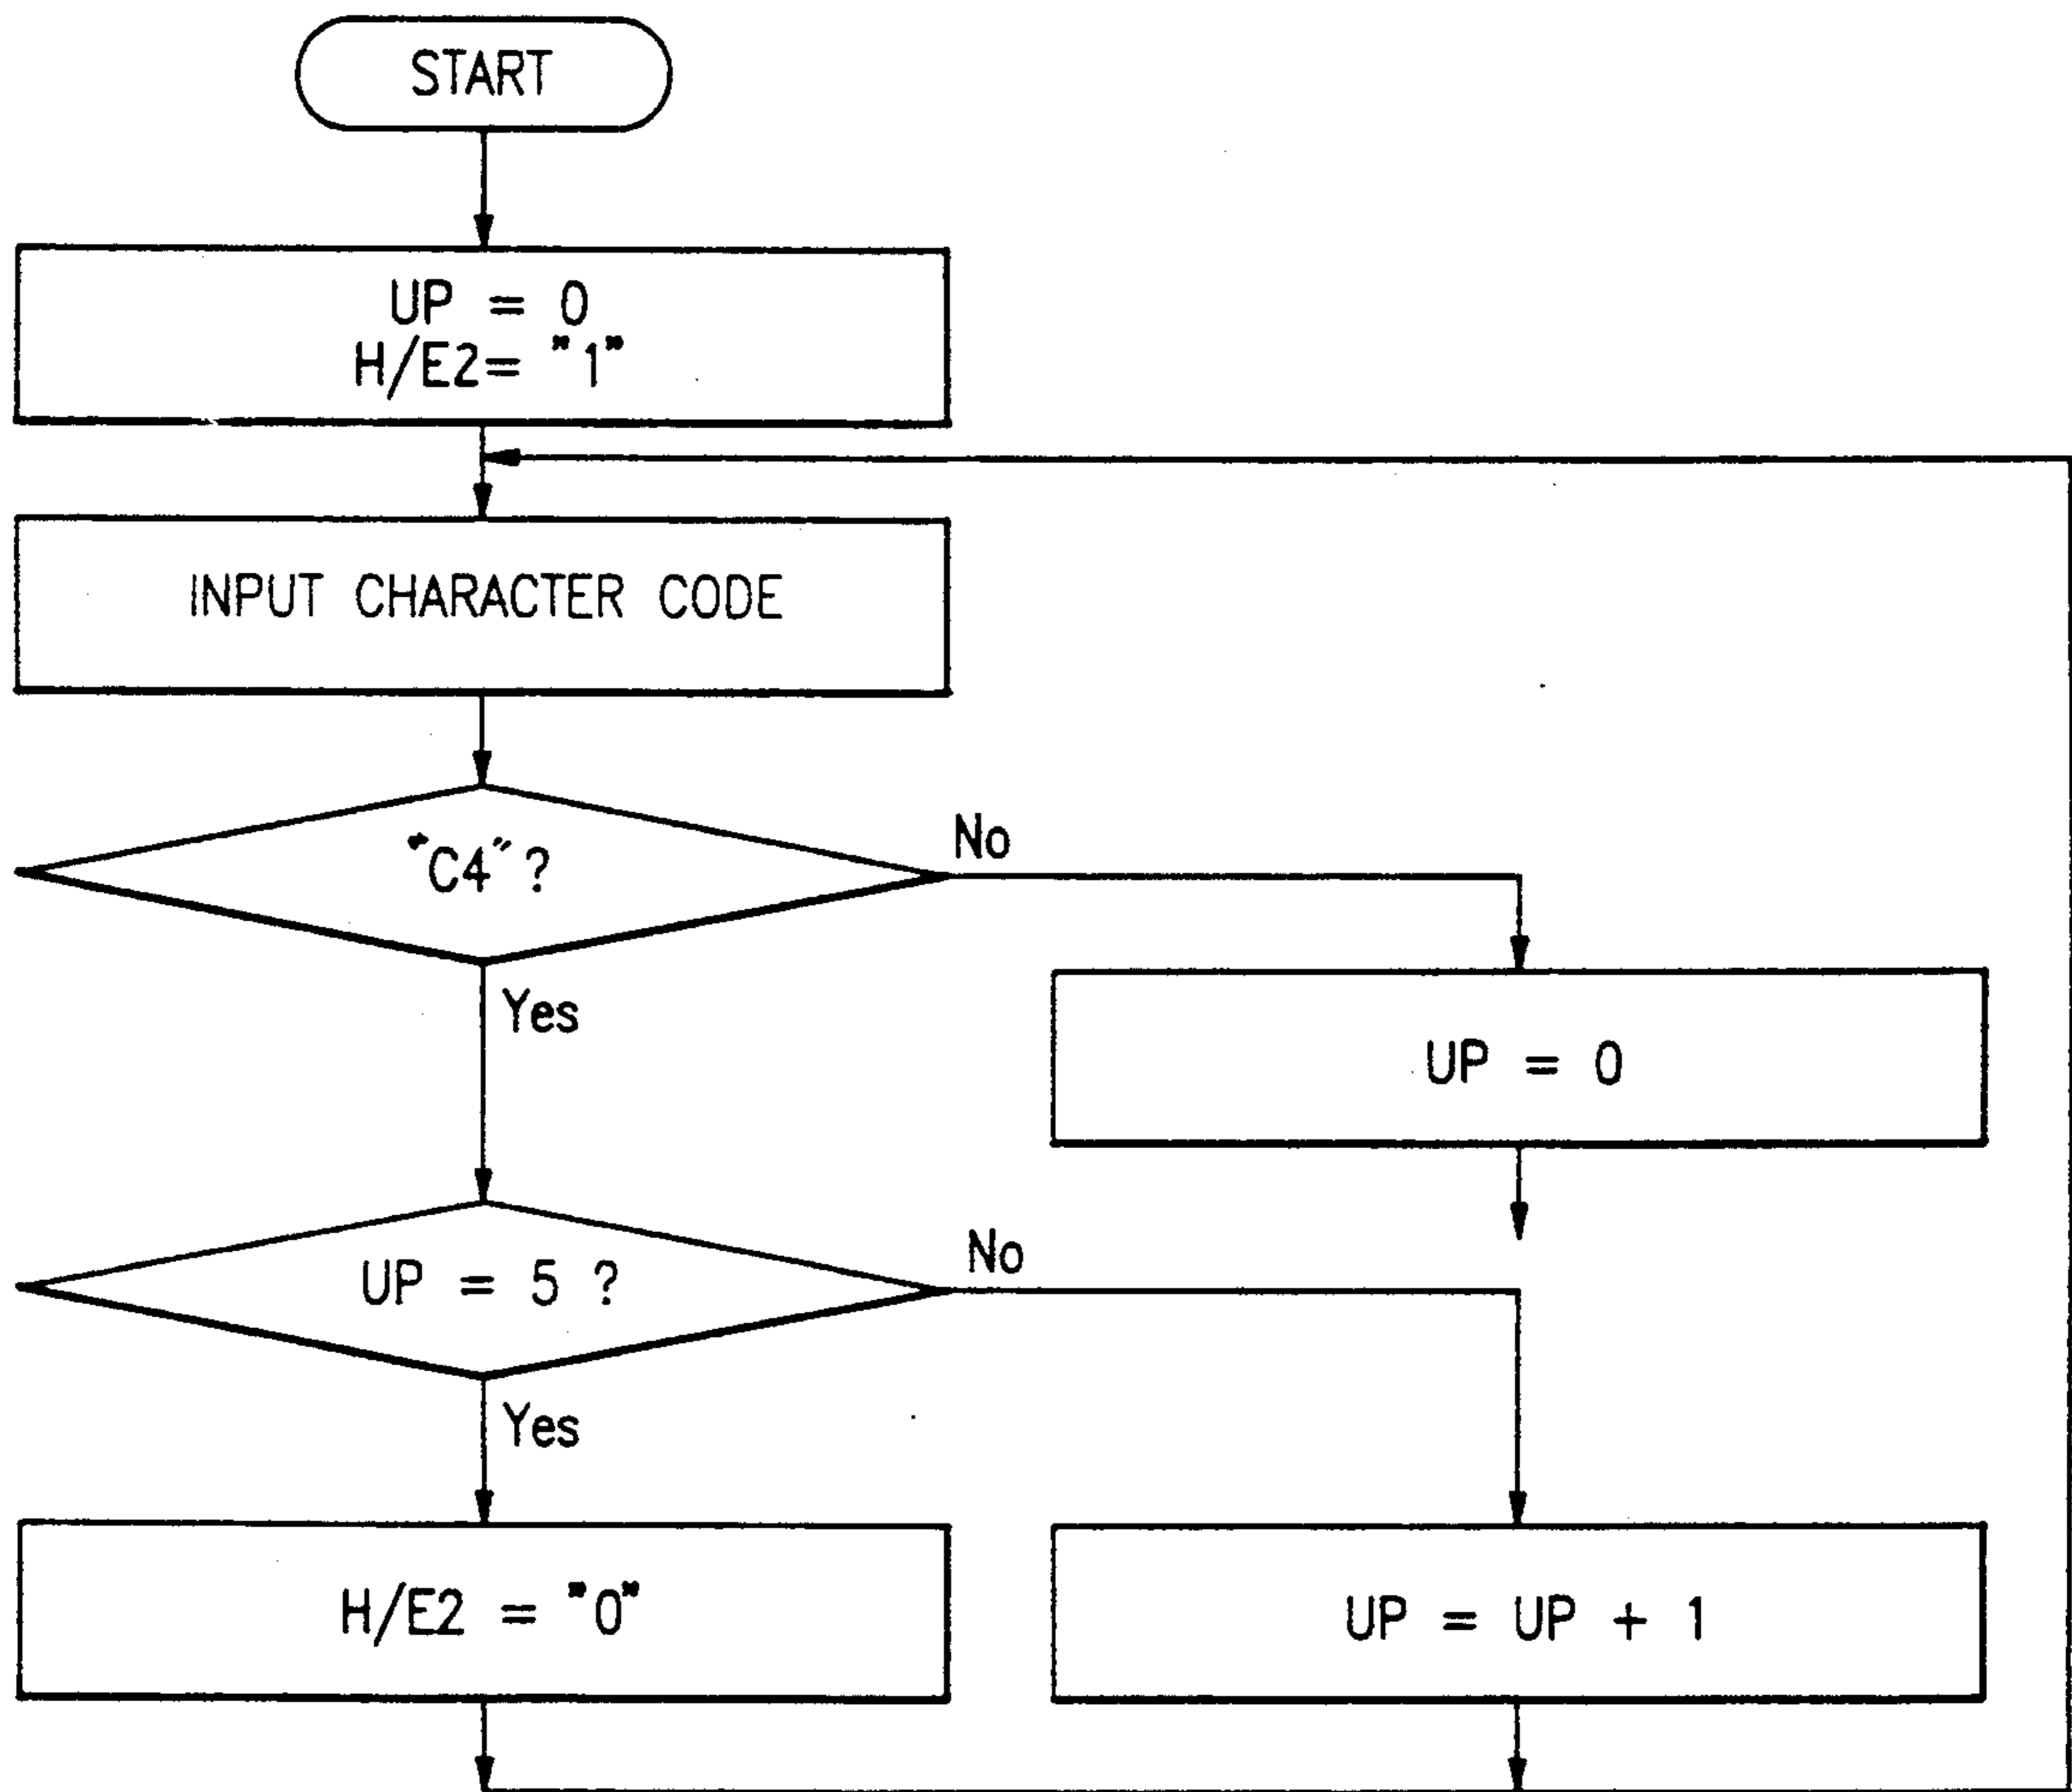 START
UP = 0
H/E2= "1"
INPUT CHARACTER CODE
"C4"?
No
Yes
UP = 0
UP = 5 ?
No
Yes
H/E2 = "0"
UP = UP + 1